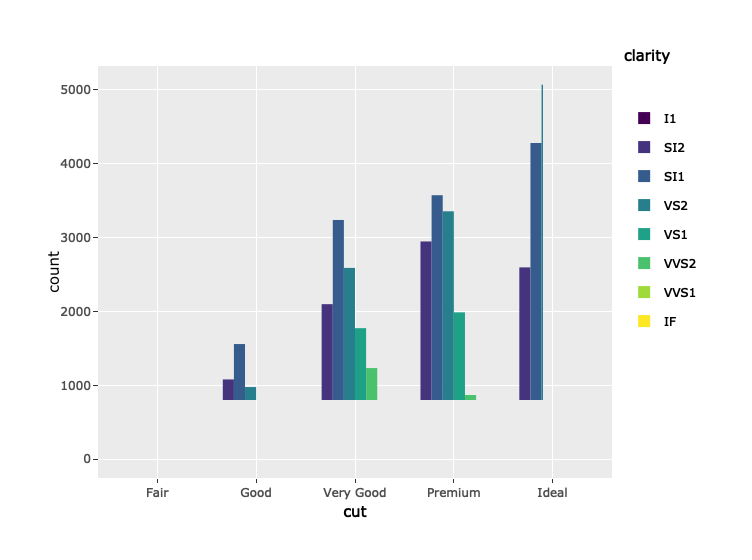 clarity
I1
SI2
SI1
VS2
VS1
VVS2
VVS1
IF
5000
4000
3000
2000
1000
0
count
Fair Good Very Good Premium Ideal
cut